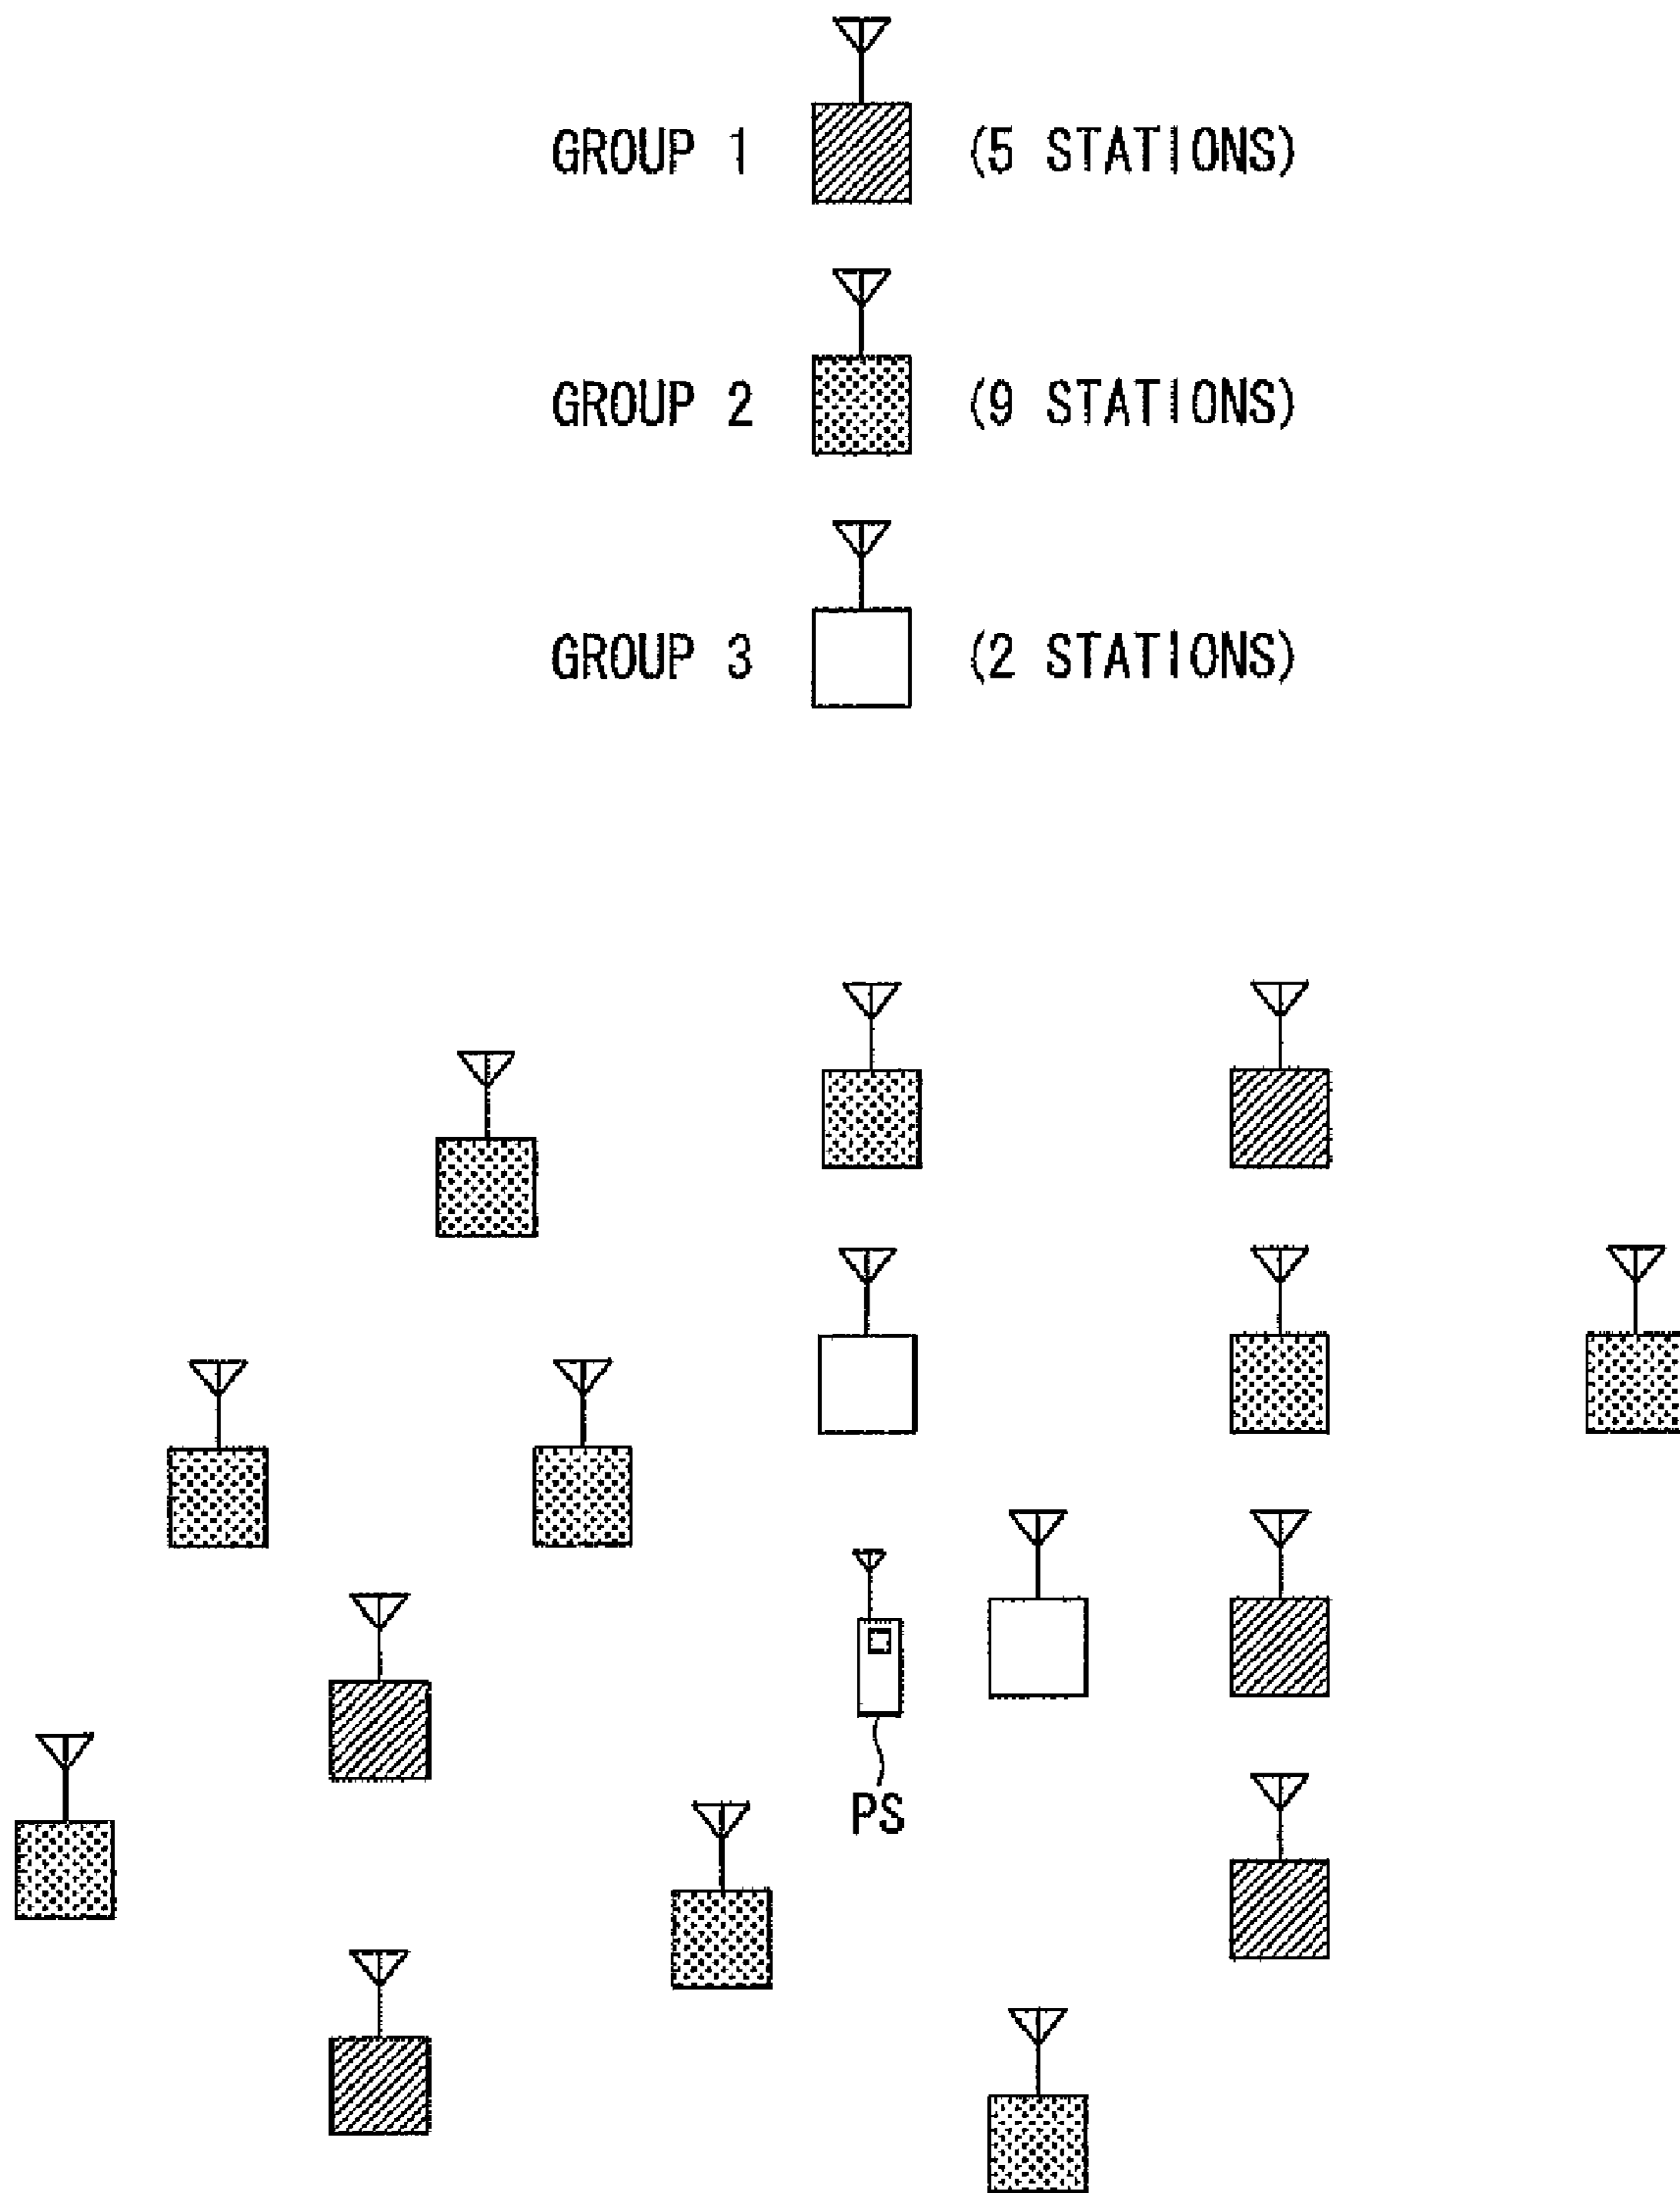 GROUP 1 (5 STATIONS)
GROUP 2 (9 STATIONS)
GROUP 3 (2 STATIONS)
PS